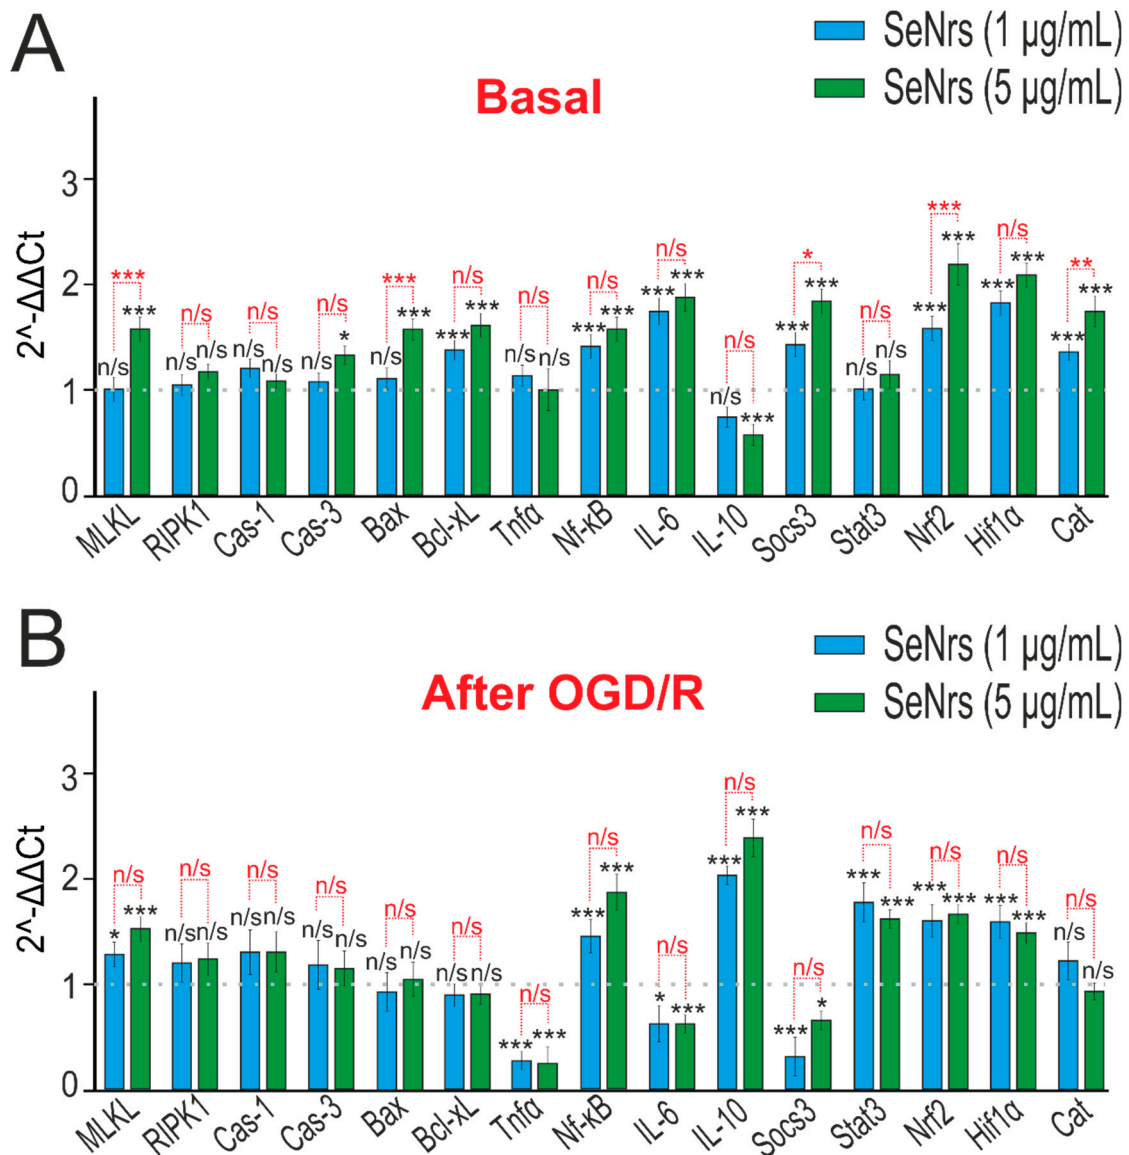 A
SeNrs (1 µg/mL)
SeNrs (5 µg/mL)
Basal
2^-ΔΔCt
3
2
1
0
*** n/s n/s n/s *** n/s n/s n/s n/s n/s * n/s *** n/s **
n/s *** n/s n/s n/s n/s n/s * n/s *** *** *** n/s n/s *** *** *** *** n/s *** *** *** n/s n/s *** *** *** *** *** ***
MLKL RIPK1 Cas-1 Cas-3 Bax Bcl-xL Tnfα Nf-κB IL-6 IL-10 Socs3 Stat3 Nrf2 Hif1α Cat
B
SeNrs (1 µg/mL)
SeNrs (5 µg/mL)
After OGD/R
2^-ΔΔCt
3
2
1
0
n/s n/s n/s n/s n/s n/s n/s n/s n/s n/s n/s n/s n/s n/s n/s
* *** n/s n/s n/s n/s n/s n/s n/s n/s n/s n/s *** *** *** *** * *** *** *** *** * *** *** *** *** *** *** n/s n/s
MLKL RIPK1 Cas-1 Cas-3 Bax Bcl-xL Tnfα Nf-κB IL-6 IL-10 Socs3 Stat3 Nrf2 Hif1α Cat